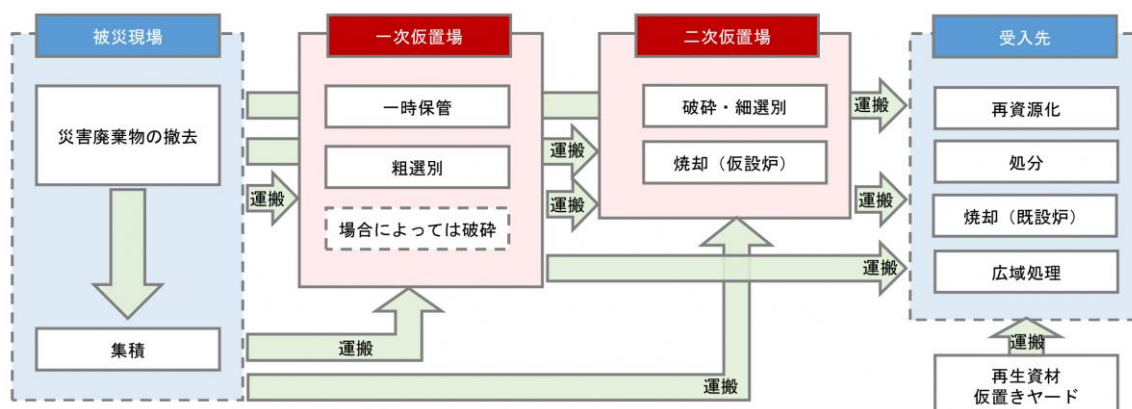 被災現場
災害廃棄物の撤去
集積
運搬
一次仮置場
一時保管
粗選別
場合によっては破砕
運搬
運搬
運搬
運搬
二次仮置場
破砕・細選別
焼却（仮設炉）
運搬
運搬
運搬
受入先
再資源化
処分
焼却（既設炉）
広域処理
運搬
再生資材
仮置きヤード